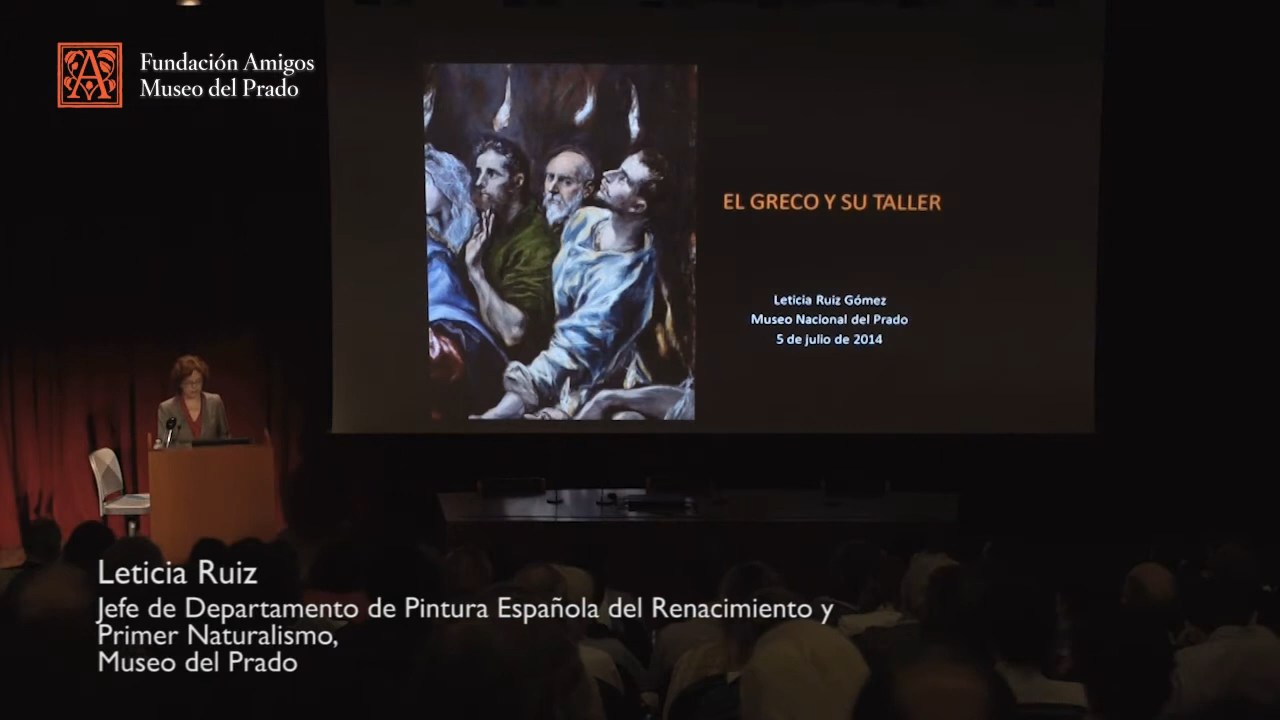 Fundación Amigos
Museo del Prado
EL GRECO Y SU TALLER
Leticia Ruiz Gómez
Museo Nacional del Prado
5 de julio de 2014
Leticia Ruiz
Jefe de Departamento de Pintura Española del Renacimiento y
Primer Naturalismo,
Museo del Prado